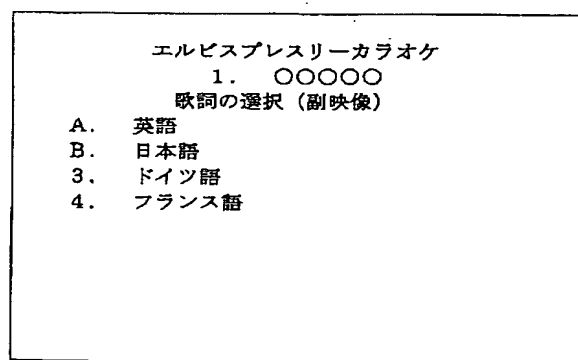 エルビスプレスリーカラオケ
1. ○○○○○
歌詞の選択（副映像）
A. 英語
B. 日本語
3. ドイツ語
4. フランス語